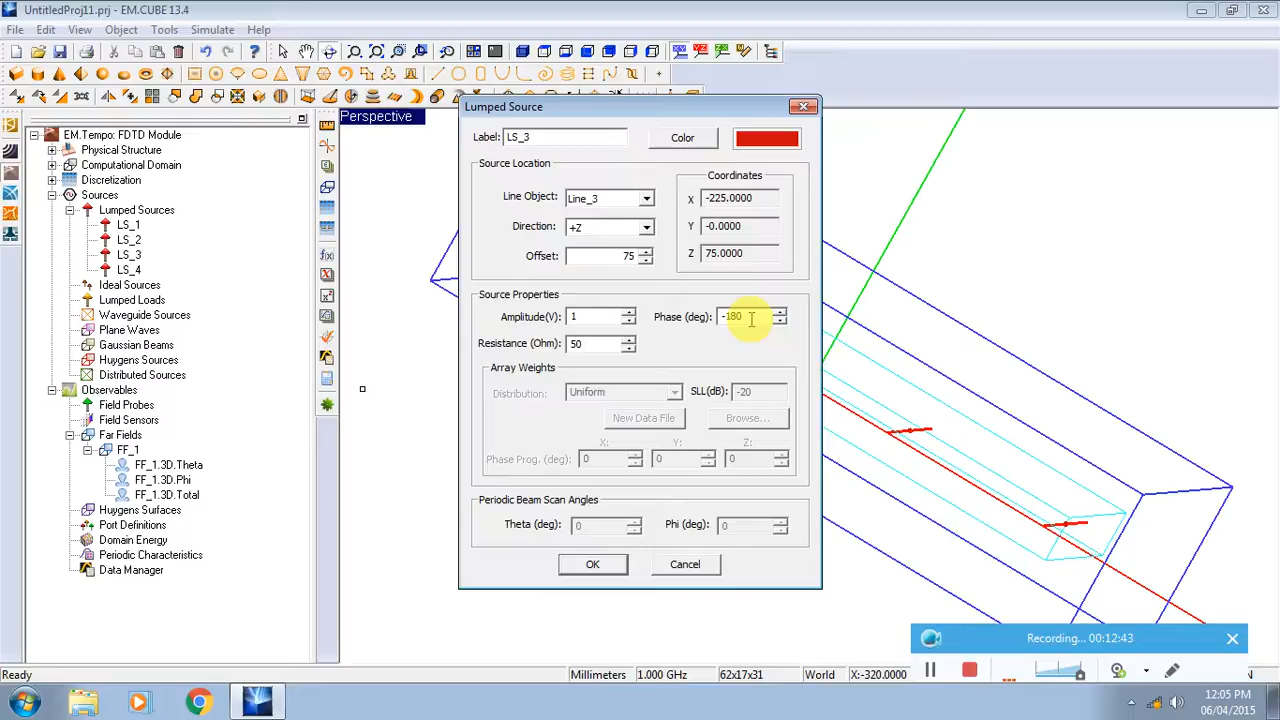 UntitledProj11.prj - EM.CUBE 13.4
File Edit View Object Tools Simulate Help
Perspective
EM.Tempo: FDTD Module
Physical Structure
Computational Domain
Discretization
Sources
Lumped Sources
LS_1
LS_2
LS_3
LS_4
Ideal Sources
Lumped Loads
Waveguide Sources
Plane Waves
Gaussian Beams
Huygens Sources
Distributed Sources
Observables
Field Probes
Field Sensors
Far Fields
FF_1
FF_1.3D.Theta
FF_1.3D.Phi
FF_1.3D.Total
Huygens Surfaces
Port Definitions
Domain Energy
Periodic Characteristics
Data Manager
Lumped Source
Label: LS_3 Color
Source Location
Line Object: Line_3
Direction: +Z
Offset: 75
Coordinates
X -225.0000
Y -0.0000
Z 75.0000
Source Properties
Amplitude(V): 1 Phase (deg): -180
Resistance (Ohm): 50
Array Weights
Distribution: Uniform SLL(dB): -20
New Data File Browse...
X: Y: Z:
Phase Prog. (deg): 0 0 0
Periodic Beam Scan Angles
Theta (deg): 0 Phi (deg): 0
OK Cancel
Recording... 00:12:43
Ready Millimeters 1.000 GHz 62x17x31 World X:-320.0000
12:05 PM
06/04/2015